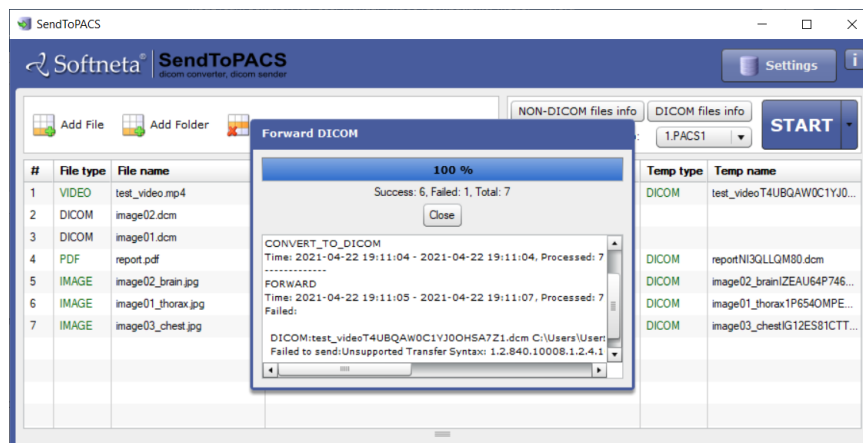 SendToPACS
Softneta® SendToPACS
dicom converter, dicom sender
Settings
i
Add File Add Folder
NON-DICOM files info DICOM files info
1.PACS1
START
# File type File name Temp type Temp name
1 VIDEO test_video.mp4 DICOM test_videoT4UBQAW0C1YJ0...
2 DICOM image02.dcm
3 DICOM image01.dcm
4 PDF report.pdf DICOM reportNI3QLLQM80.dcm
5 IMAGE image02_brain.jpg DICOM image02_brainIZEAU64P746...
6 IMAGE image01_thorax.jpg DICOM image01_thorax1P654OMPE...
7 IMAGE image03_chest.jpg DICOM image03_chestIG12ES81CTT...
Forward DICOM
100 %
Success: 6, Failed: 1, Total: 7
Close
CONVERT_TO_DICOM
Time: 2021-04-22 19:11:04 - 2021-04-22 19:11:04, Processed: 7
-------------
FORWARD
Time: 2021-04-22 19:11:05 - 2021-04-22 19:11:07, Processed: 7
Failed:
DICOM:test_videoT4UBQAW0C1YJ0OHSA7Z1.dcm C:\Users\User
Failed to send:Unsupported Transfer Syntax: 1.2.840.10008.1.2.4.1